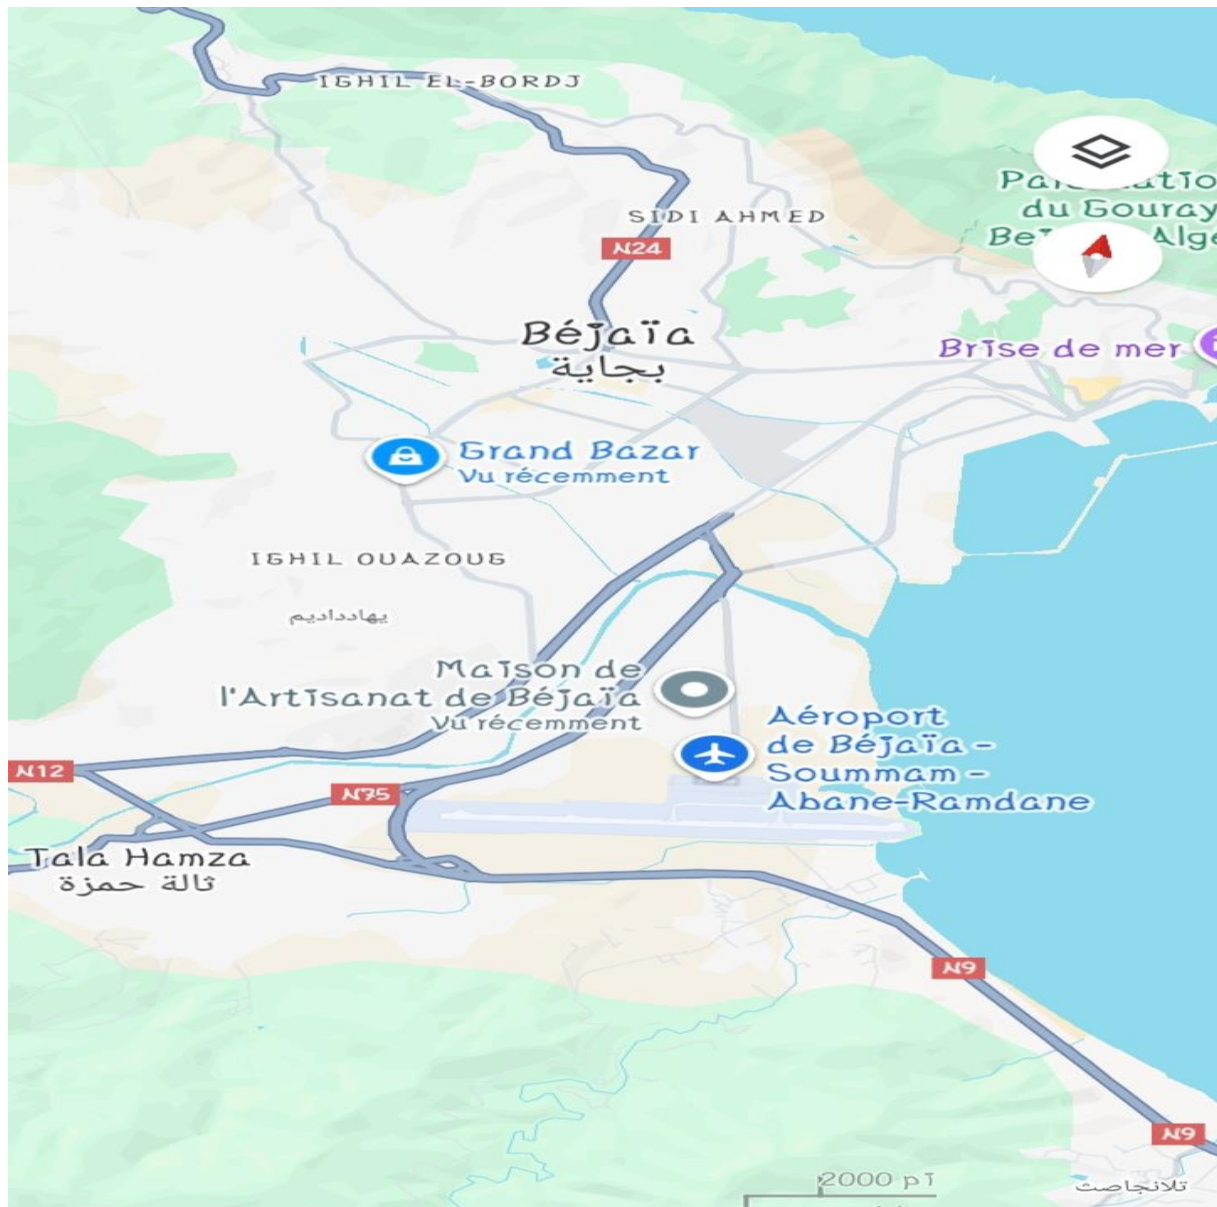 IGHIL EL-BORDJ
du Gouray
SIDI AHMED
N24
Béjaïa
بجاية
Brise de mer
Grand Bazar
Vu récemment
IGHIL OUAZOUG
يهادداديم
Maison de
l'Artisanat de Béjaïa
Vu récemment
Aéroport
de Béjaïa -
Soummam -
Abane-Ramdane
N12
N75
Tala Hamza
ثالة حمزة
N9
N9
2000 pi
تلانجاصت